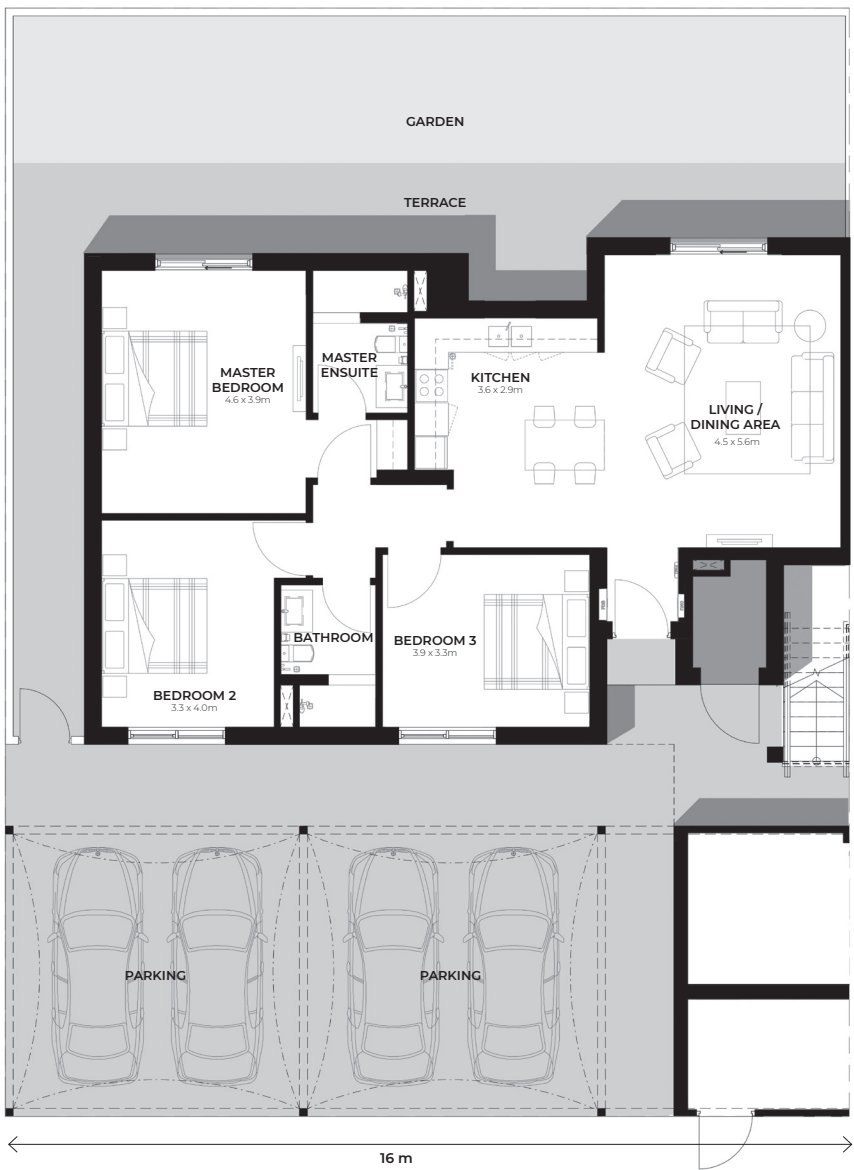 GARDEN
TERRACE
MASTER
BEDROOM
4.6 x 3.9m
MASTER
ENSUITE
KITCHEN
3.6 x 2.9m
LIVING /
DINING AREA
4.5 x 5.6m
BATHROOM
BEDROOM 3
3.9 x 3.3m
BEDROOM 2
3.3 x 4.0m
PARKING
PARKING
16 m